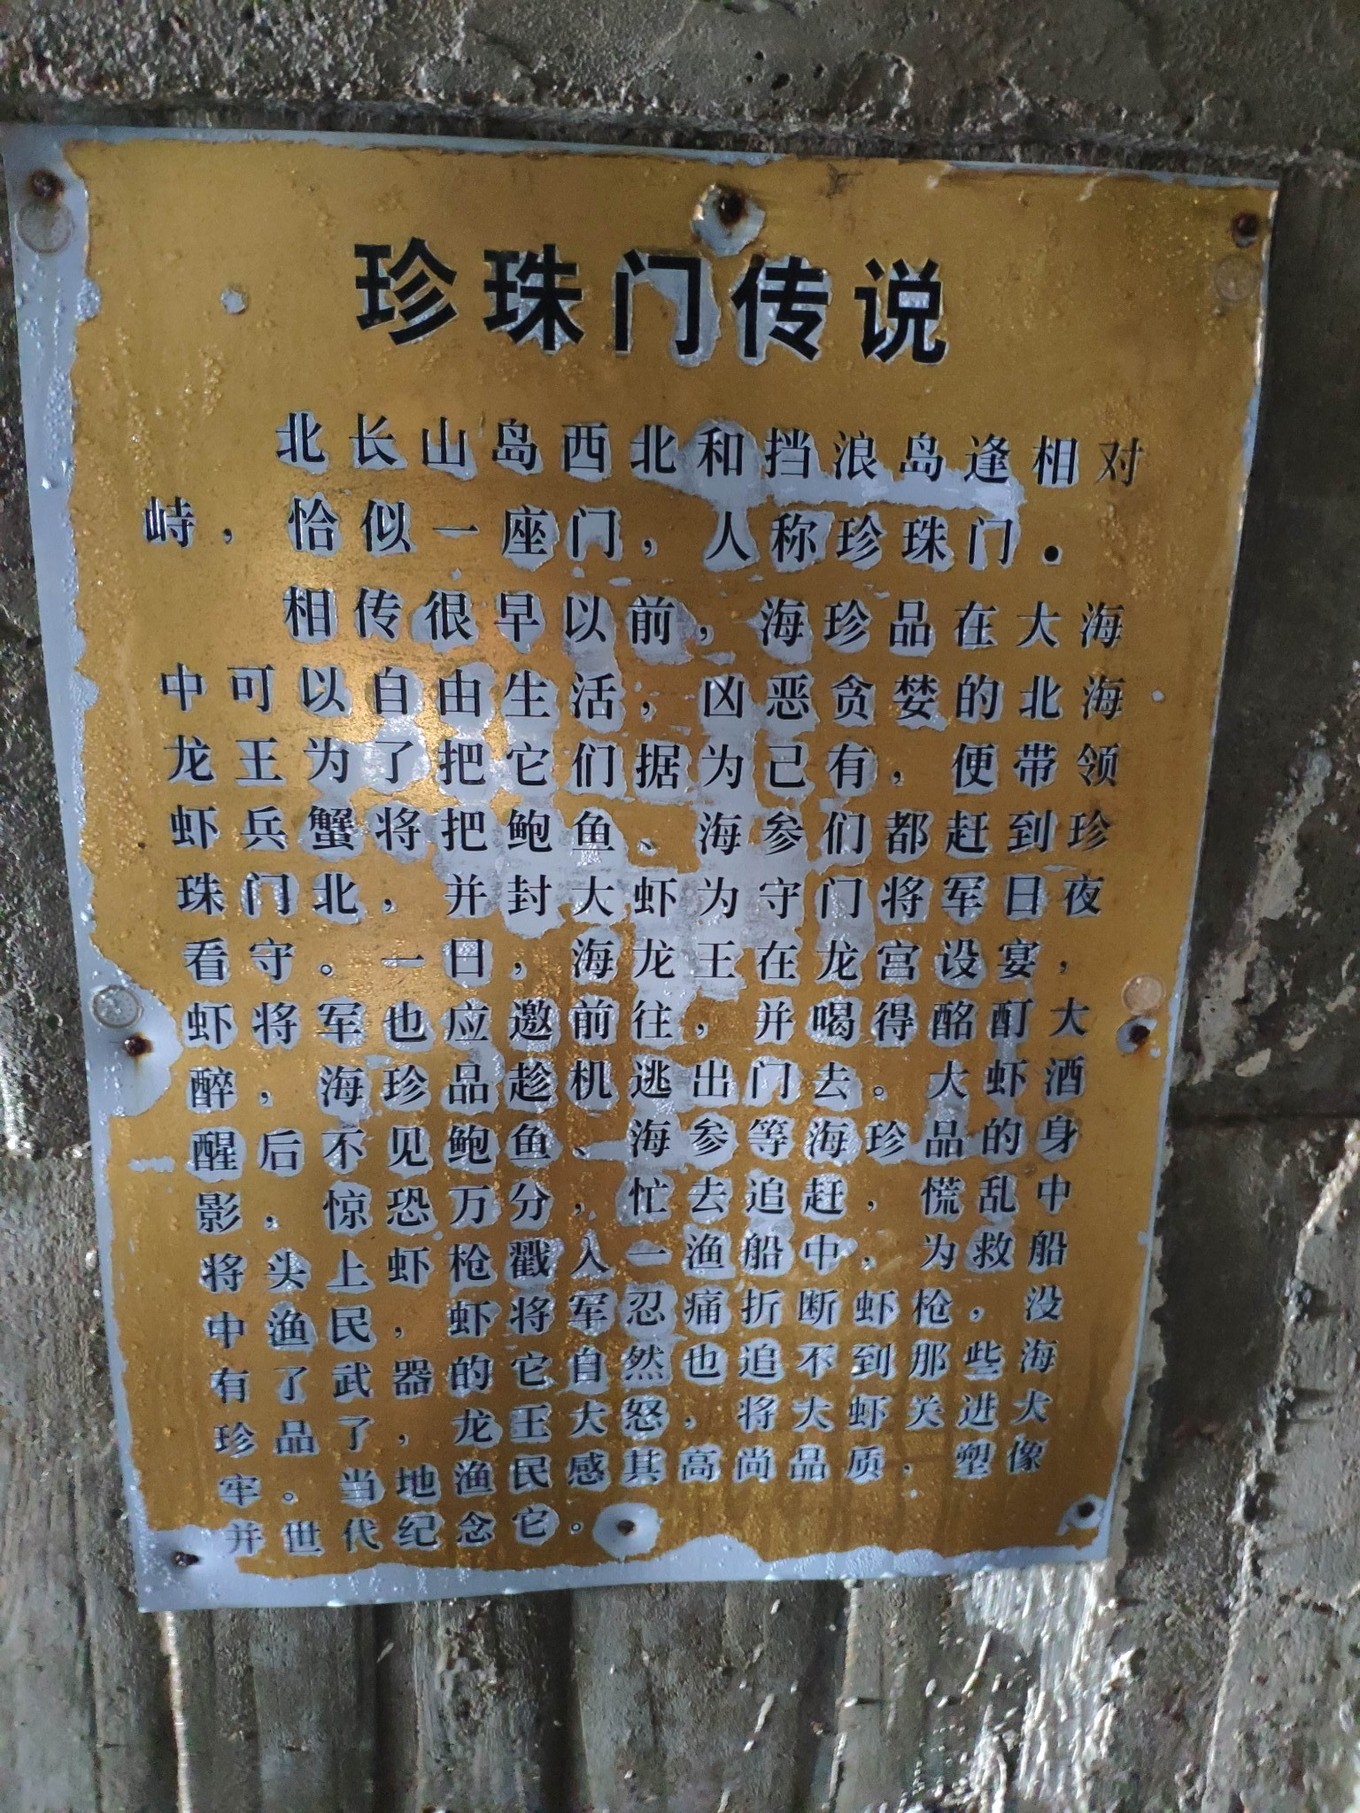 珍珠门传说
北长山岛西北和挡浪岛逢相对
峙，恰似一座门，人称珍珠门．
相传很早以前，海珍品在大海
中可以自由生活，凶恶贪婪的北海
龙王为了把它们据为己有，便带领
虾兵蟹将把鲍鱼、海参们都赶到珍
珠门北，并封大虾为守门将军日夜
看守。一日，海龙王在龙宫设宴，
虾将军也应邀前往，并喝得酩酊大
醉，海珍品趁机逃出门去。大虾酒
醒后不见鲍鱼、海参等海珍品的身
影，惊恐万分，忙去追赶，慌乱中
将头上虾枪戳入一渔船中，为救船
中渔民，虾将军忍痛折断虾枪，没
有了武器的它自然也追不到那些海
珍品了，龙王大怒，将大虾关进大
牢。当地渔民感其高尚品质，塑像
并世代纪念它。